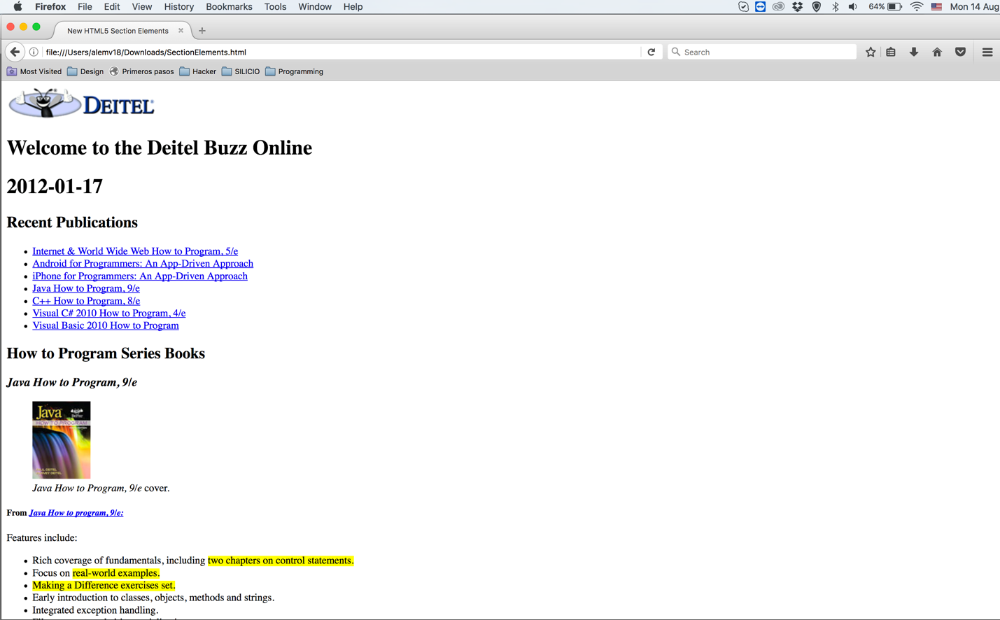 Firefox File Edit View History Bookmarks Tools Window Help 64% Mon 14 Aug
New HTML5 Section Elements
file:///Users/alemv18/Downloads/SectionElements.html Search
Most Visited Design Primeros pasos Hacker SILICIO Programming
DEITEL
Welcome to the Deitel Buzz Online
2012-01-17
Recent Publications
• Internet & World Wide Web How to Program, 5/e
• Android for Programmers: An App-Driven Approach
• iPhone for Programmers: An App-Driven Approach
• Java How to Program, 9/e
• C++ How to Program, 8/e
• Visual C# 2010 How to Program, 4/e
• Visual Basic 2010 How to Program
How to Program Series Books
Java How to Program, 9/e
Java
HOW TO PROGRAM
DEITEL
Java How to Program, 9/e cover.
From Java How to program, 9/e:
Features include:
• Rich coverage of fundamentals, including two chapters on control statements.
• Focus on real-world examples.
• Making a Difference exercises set.
• Early introduction to classes, objects, methods and strings.
• Integrated exception handling.